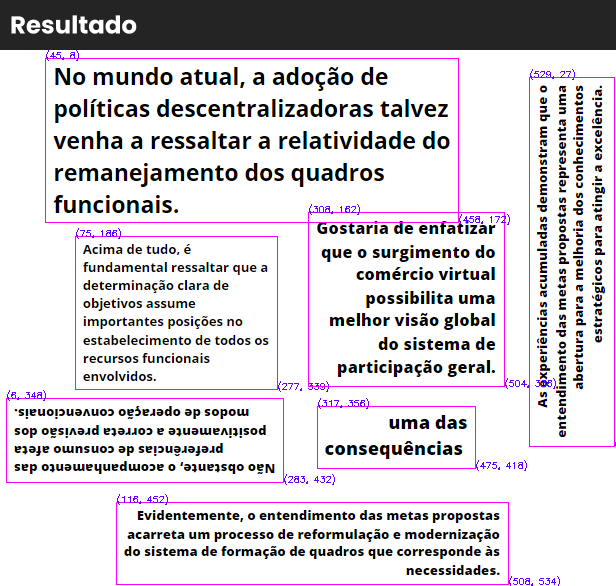 Resultado
(45, 8)
No mundo atual, a adoção de
políticas descentralizadoras talvez
venha a ressaltar a relatividade do
remanejamento dos quadros
funcionais.
(458, 172)
(529, 27)
As experiências acumuladas demonstram que o
entendimento das metas propostas representa uma
abertura para a melhoria dos conhecimentos
estratégicos para atingir a excelência.
(75, 186)
Acima de tudo, é
fundamental ressaltar que a
determinação clara de
objetivos assume
importantes posições no
estabelecimento de todos os
recursos funcionais
envolvidos.
(277, 339)
(308, 162)
Gostaria de enfatizar
que o surgimento do
comércio virtual
possibilita uma
melhor visão global
do sistema de
participação geral.
(6, 348)
Não obstante, o acompanhamento das
preferências de consumo afeta
positivamente a correta previsão dos
modos de operação convencionais.
(283, 432)
(317, 356)
uma das
consequências
(475, 418)
(116, 452)
Evidentemente, o entendimento das metas propostas
acarreta um processo de reformulação e modernização
do sistema de formação de quadros que corresponde às
necessidades.
(508, 534)